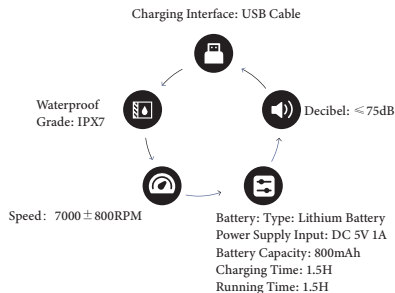 Charging Interface: USB Cable
Waterproof
Grade: IPX7
Decibel: ≤75dB
Speed: 7000±800RPM
Battery: Type: Lithium Battery
Power Supply Input: DC 5V 1A
Battery Capacity: 800mAh
Charging Time: 1.5H
Running Time: 1.5H